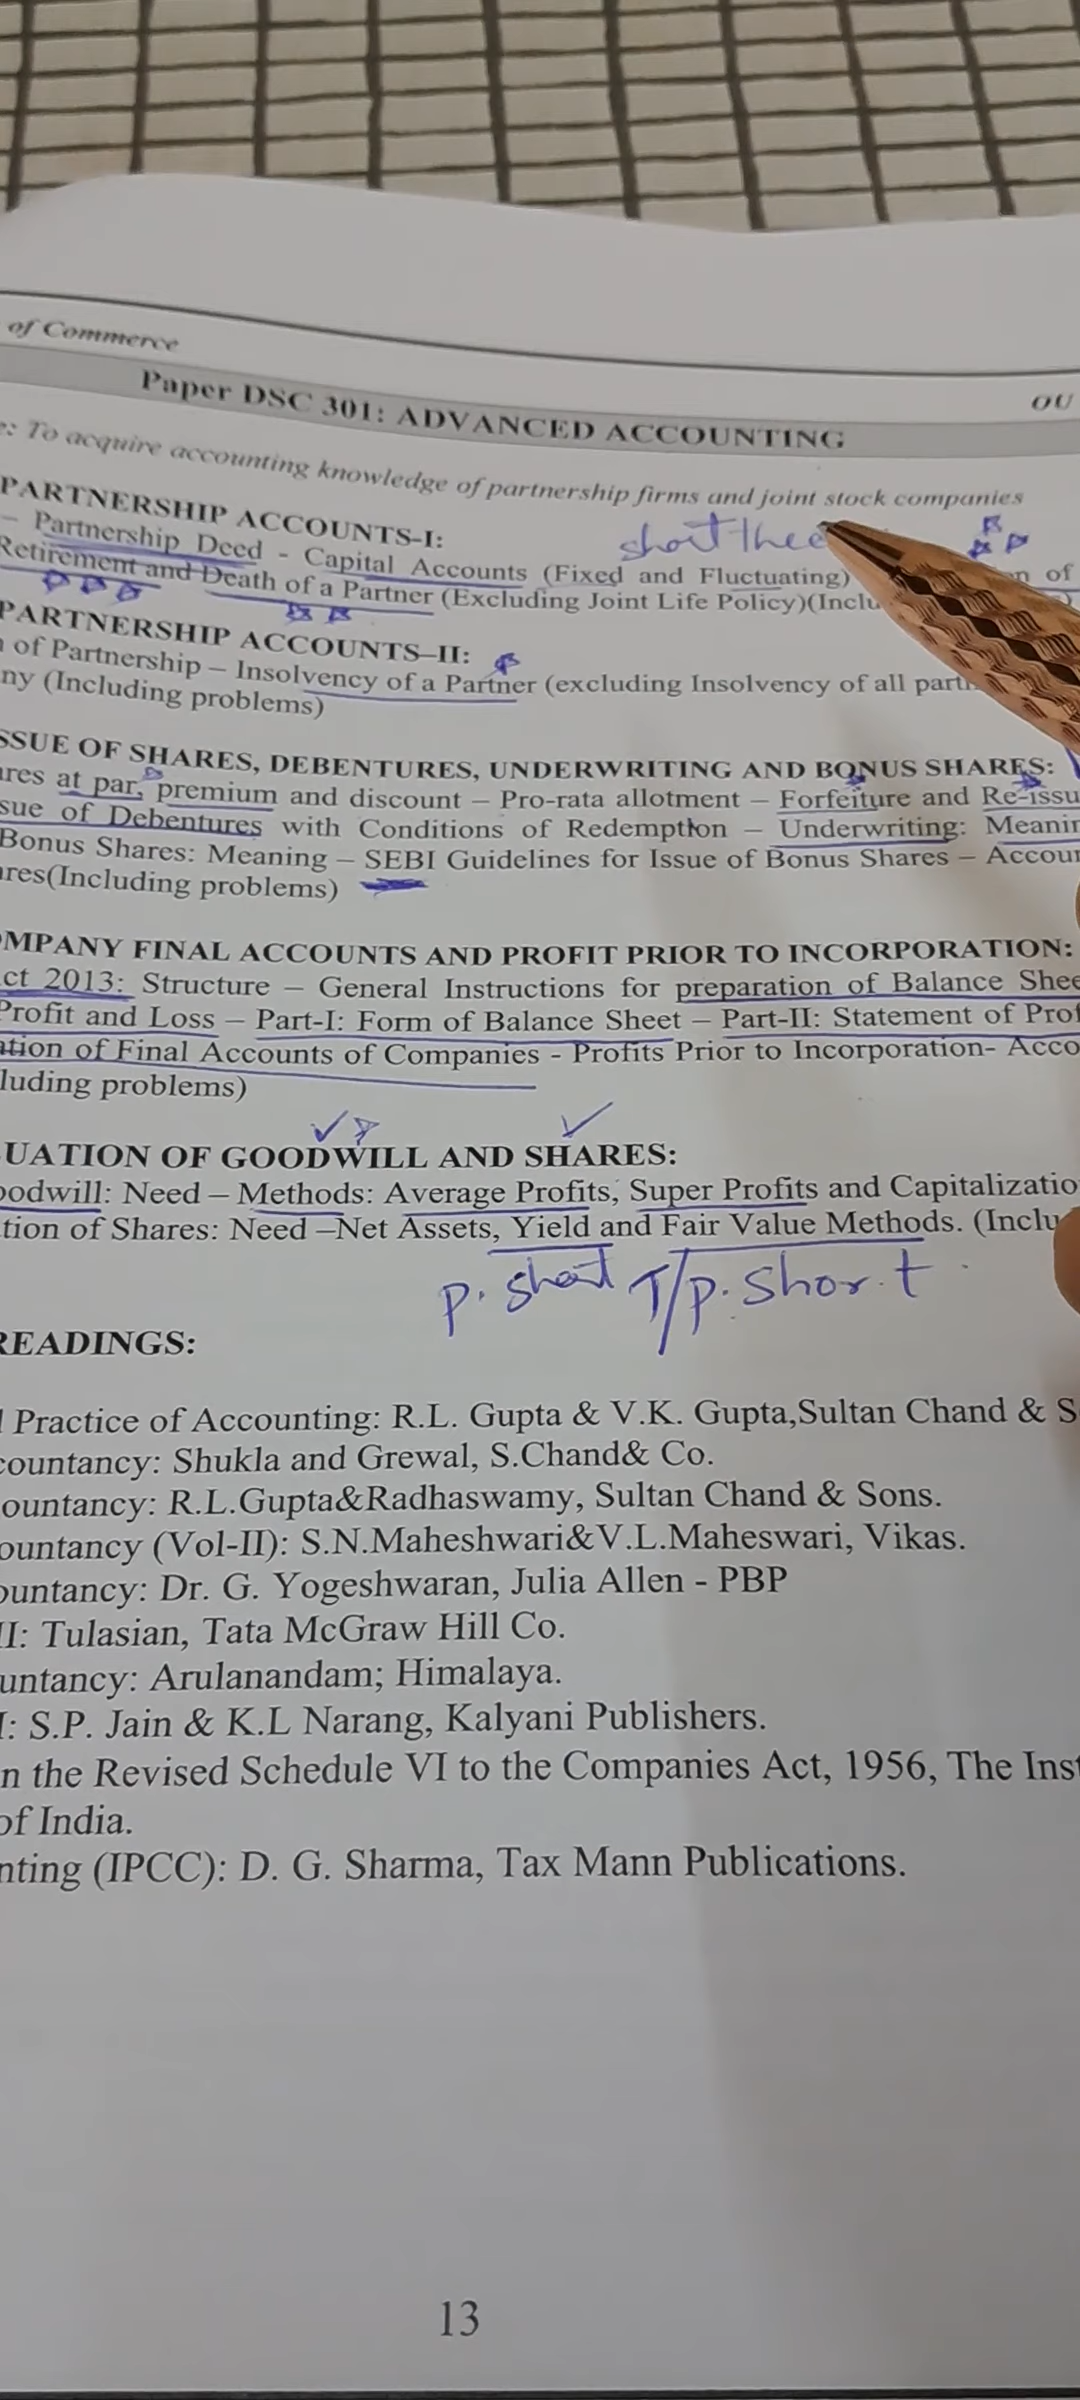 of Commerce
OU
Paper DSC 301: ADVANCED ACCOUNTING
: To acquire accounting knowledge of partnership firms and joint stock companies
PARTNERSHIP ACCOUNTS-I:
short theo
– Partnership Deed - Capital Accounts (Fixed and Fluctuating) n of
Retirement and Death of a Partner (Excluding Joint Life Policy)(Inclu
PARTNERSHIP ACCOUNTS–II:
of Partnership – Insolvency of a Partner (excluding Insolvency of all part
ny (Including problems)
SSUE OF SHARES, DEBENTURES, UNDERWRITING AND BONUS SHARES:
ares at par, premium and discount – Pro-rata allotment – Forfeiture and Re-issu
sue of Debentures with Conditions of Redemption – Underwriting: Meanin
Bonus Shares: Meaning – SEBI Guidelines for Issue of Bonus Shares – Accoun
ares(Including problems)
OMPANY FINAL ACCOUNTS AND PROFIT PRIOR TO INCORPORATION:
ct 2013: Structure – General Instructions for preparation of Balance Shee
Profit and Loss – Part-I: Form of Balance Sheet – Part-II: Statement of Prof
ation of Final Accounts of Companies - Profits Prior to Incorporation- Acco
luding problems)
UATION OF GOODWILL AND SHARES:
oodwill: Need – Methods: Average Profits, Super Profits and Capitalizatio
tion of Shares: Need –Net Assets, Yield and Fair Value Methods. (Inclu
P. short T/P. Short
READINGS:
Practice of Accounting: R.L. Gupta & V.K. Gupta,Sultan Chand & S
countancy: Shukla and Grewal, S.Chand& Co.
ountancy: R.L.Gupta&Radhaswamy, Sultan Chand & Sons.
ountancy (Vol-II): S.N.Maheshwari&V.L.Maheswari, Vikas.
ountancy: Dr. G. Yogeshwaran, Julia Allen - PBP
II: Tulasian, Tata McGraw Hill Co.
untancy: Arulanandam; Himalaya.
I: S.P. Jain & K.L Narang, Kalyani Publishers.
n the Revised Schedule VI to the Companies Act, 1956, The Inst
of India.
nting (IPCC): D. G. Sharma, Tax Mann Publications.
13